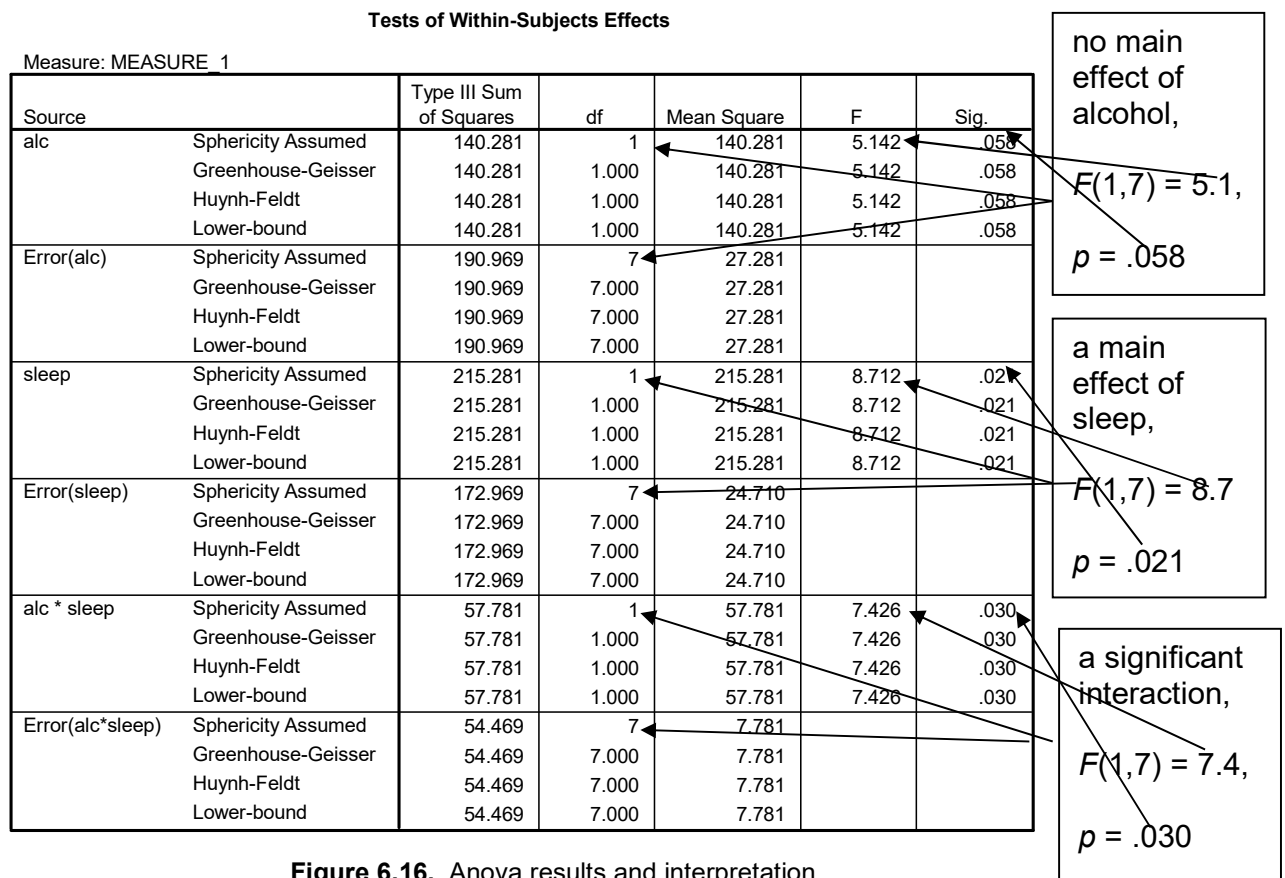 Tests of Within-Subjects Effects
Measure: MEASURE_1
Source Type III Sum of Squares df Mean Square F Sig.
alc Sphericity Assumed 140.281 1 140.281 5.142 .058
Greenhouse-Geisser 140.281 1.000 140.281 5.142 .058
Huynh-Feldt 140.281 1.000 140.281 5.142 .058
Lower-bound 140.281 1.000 140.281 5.142 .058
Error(alc) Sphericity Assumed 190.969 7 27.281
Greenhouse-Geisser 190.969 7.000 27.281
Huynh-Feldt 190.969 7.000 27.281
Lower-bound 190.969 7.000 27.281
sleep Sphericity Assumed 215.281 1 215.281 8.712 .021
Greenhouse-Geisser 215.281 1.000 215.281 8.712 .021
Huynh-Feldt 215.281 1.000 215.281 8.712 .021
Lower-bound 215.281 1.000 215.281 8.712 .021
Error(sleep) Sphericity Assumed 172.969 7 24.710
Greenhouse-Geisser 172.969 7.000 24.710
Huynh-Feldt 172.969 7.000 24.710
Lower-bound 172.969 7.000 24.710
alc * sleep Sphericity Assumed 57.781 1 57.781 7.426 .030
Greenhouse-Geisser 57.781 1.000 57.781 7.426 .030
Huynh-Feldt 57.781 1.000 57.781 7.426 .030
Lower-bound 57.781 1.000 57.781 7.426 .030
Error(alc*sleep) Sphericity Assumed 54.469 7 7.781
Greenhouse-Geisser 54.469 7.000 7.781
Huynh-Feldt 54.469 7.000 7.781
Lower-bound 54.469 7.000 7.781
no main
effect of
alcohol,
F(1,7) = 5.1,
p = .058
a main
effect of
sleep,
F(1,7) = 8.7
p = .021
a significant
interaction,
F(1,7) = 7.4,
p = .030
Figure 6.16. Anova results and interpretation